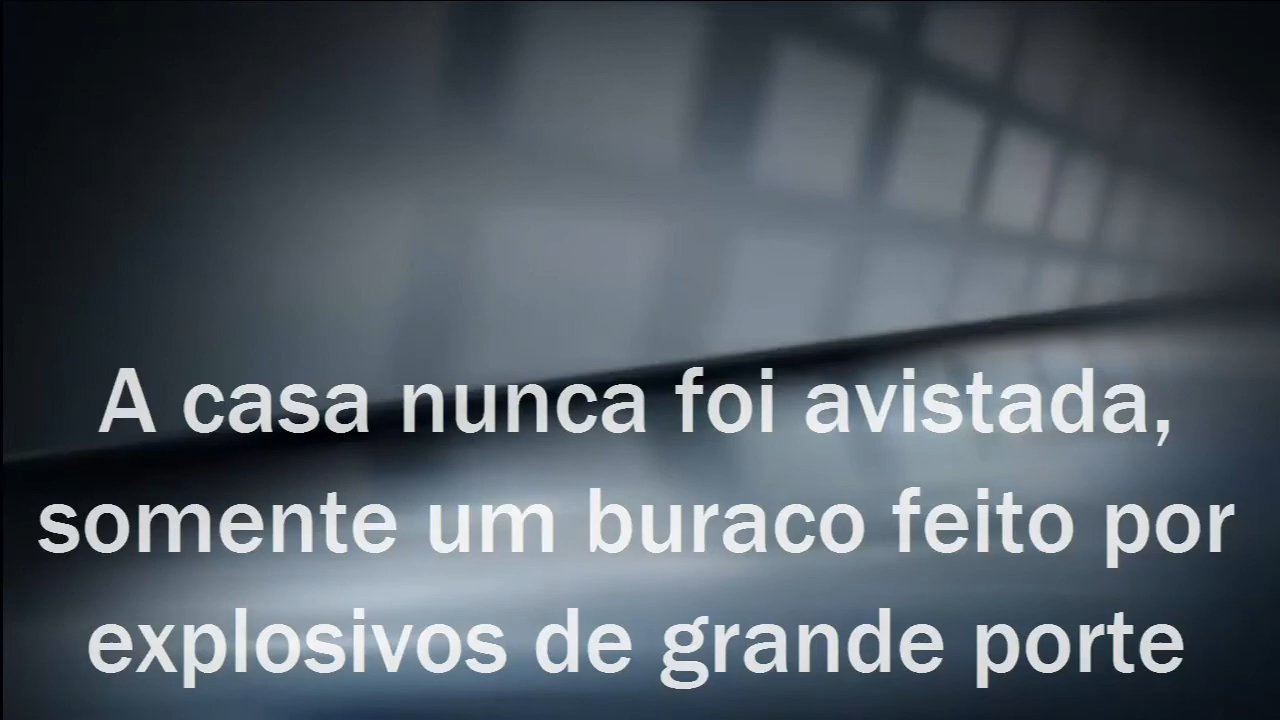 A casa nunca foi avistada,
somente um buraco feito por
explosivos de grande porte